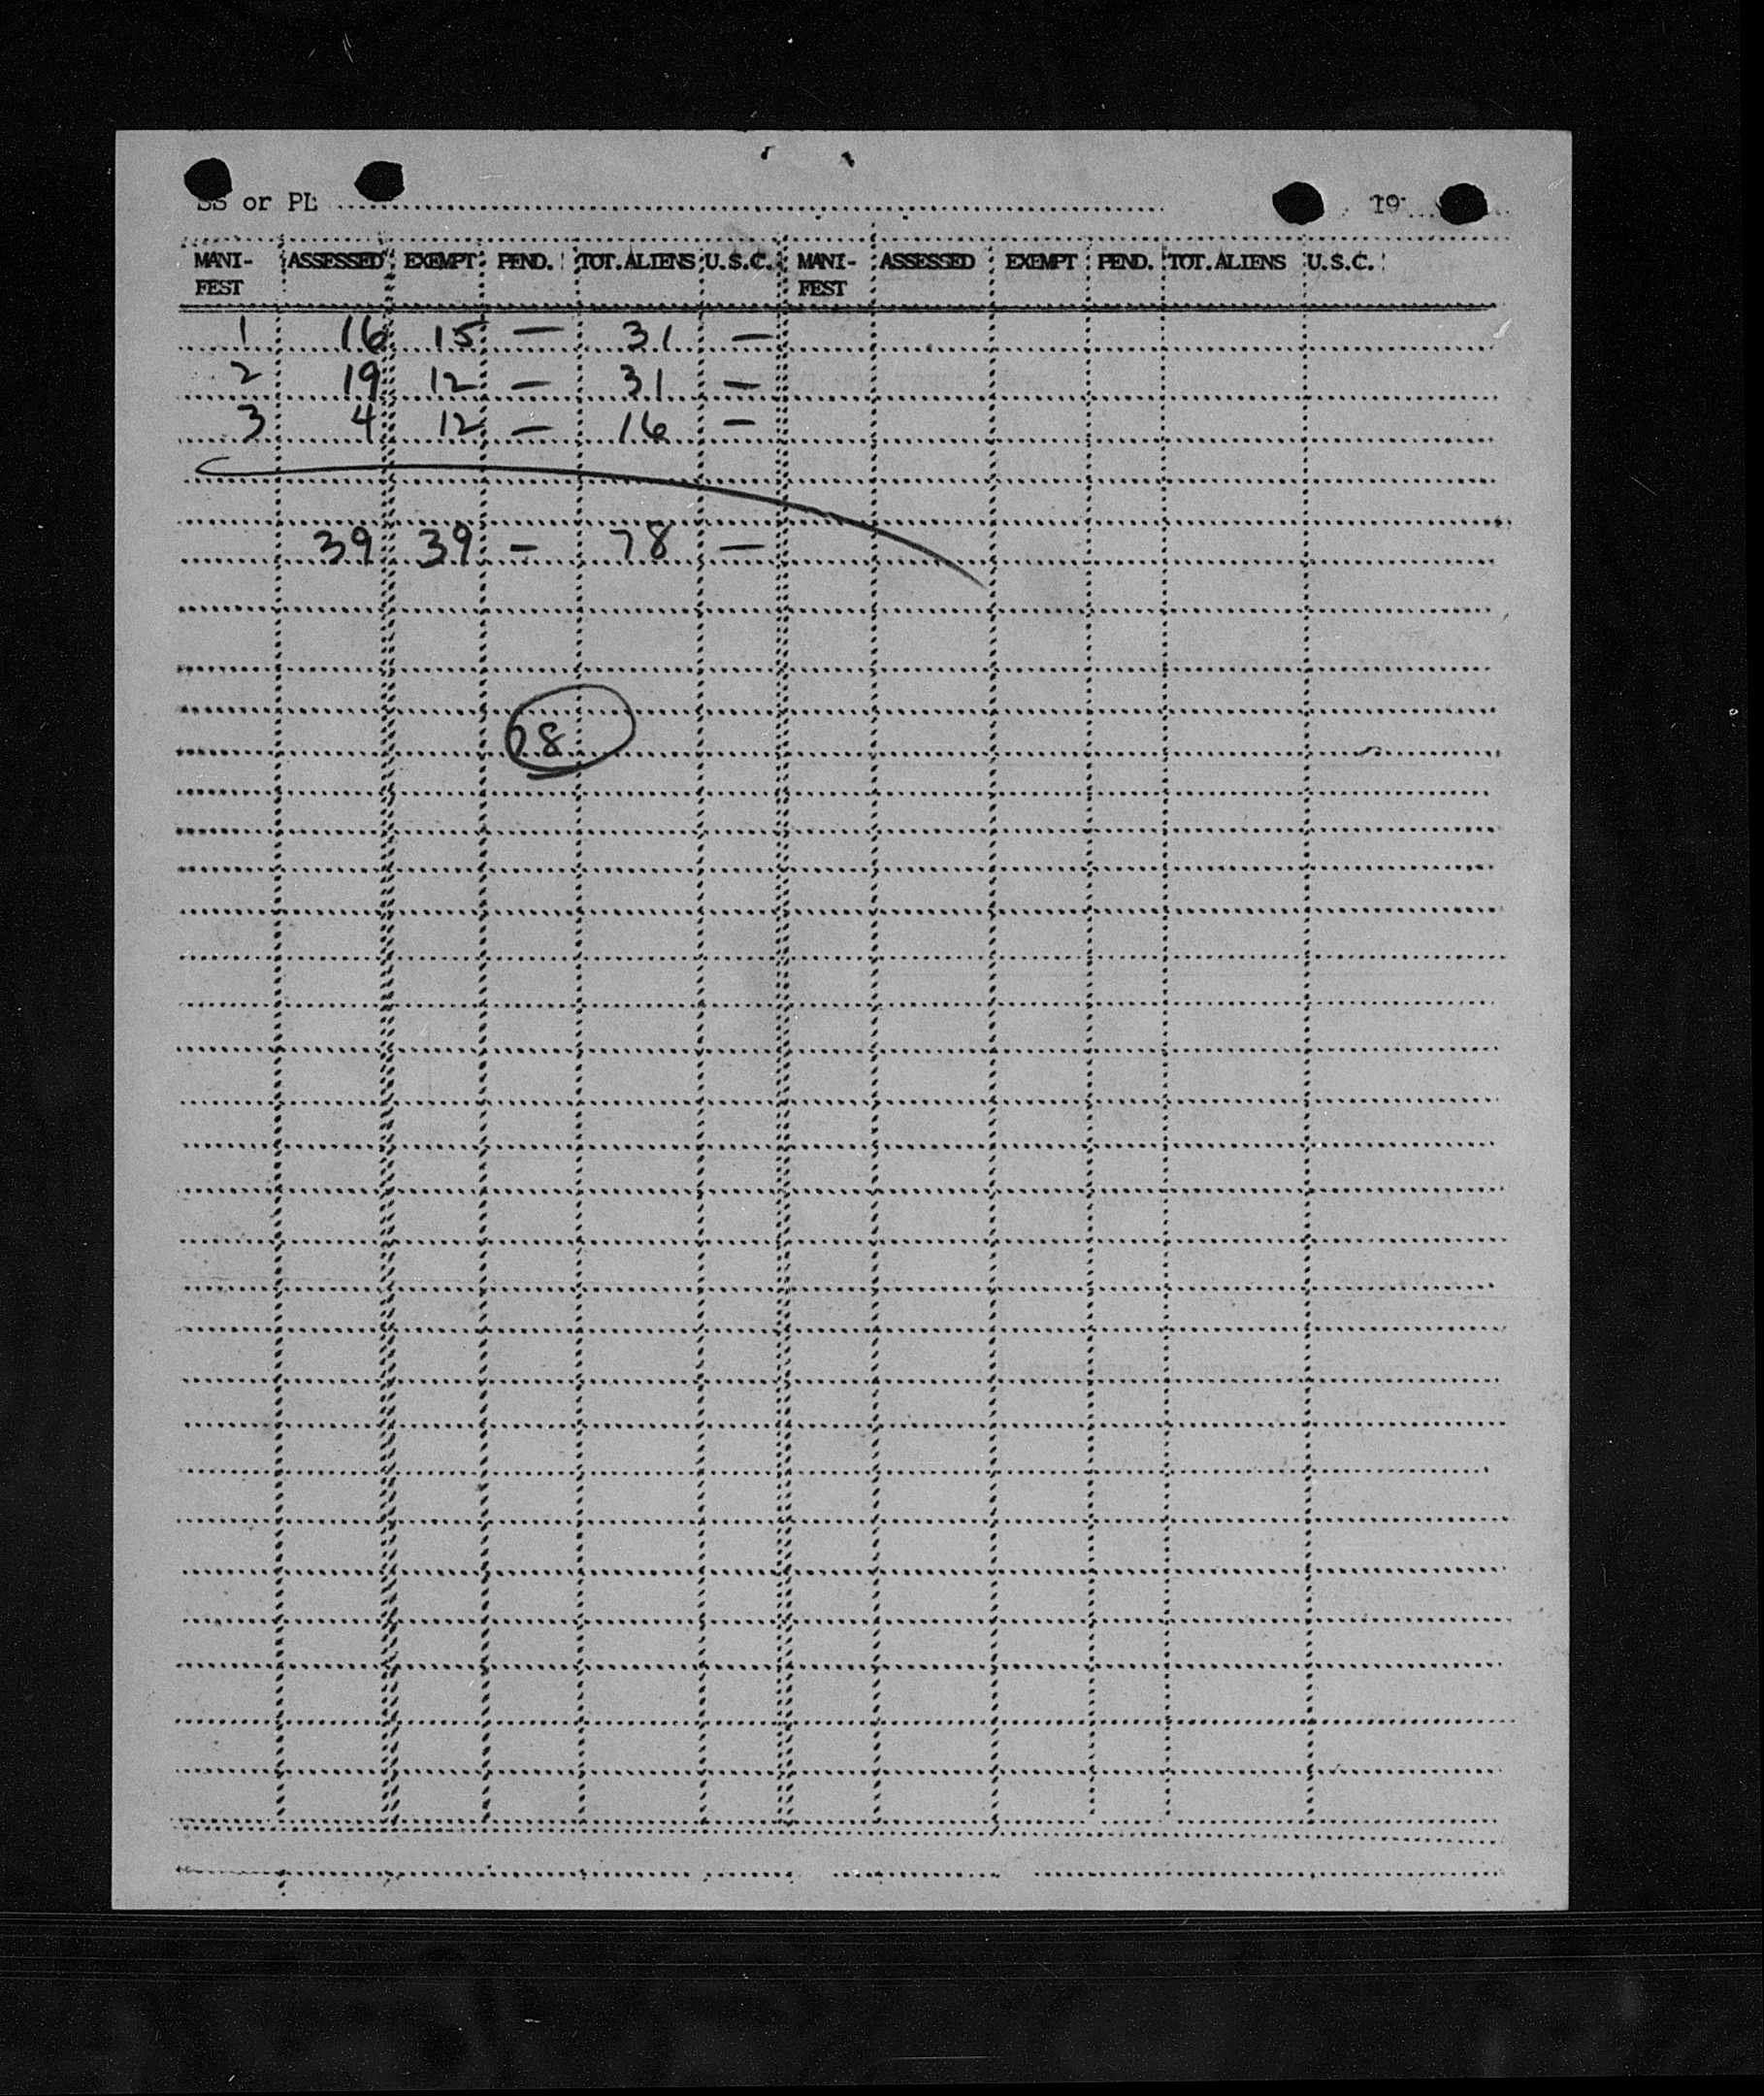 SS or PL 19
MANI-FEST ASSESSED EXEMPT PEND. TOT.ALIENS U.S.C. MANI-FEST ASSESSED EXEMPT PEND. TOT.ALIENS U.S.C.
1 16 15 — 31 —
2 19 12 — 31 —
3 4 12 — 16 —
39 39 — 78 —
78